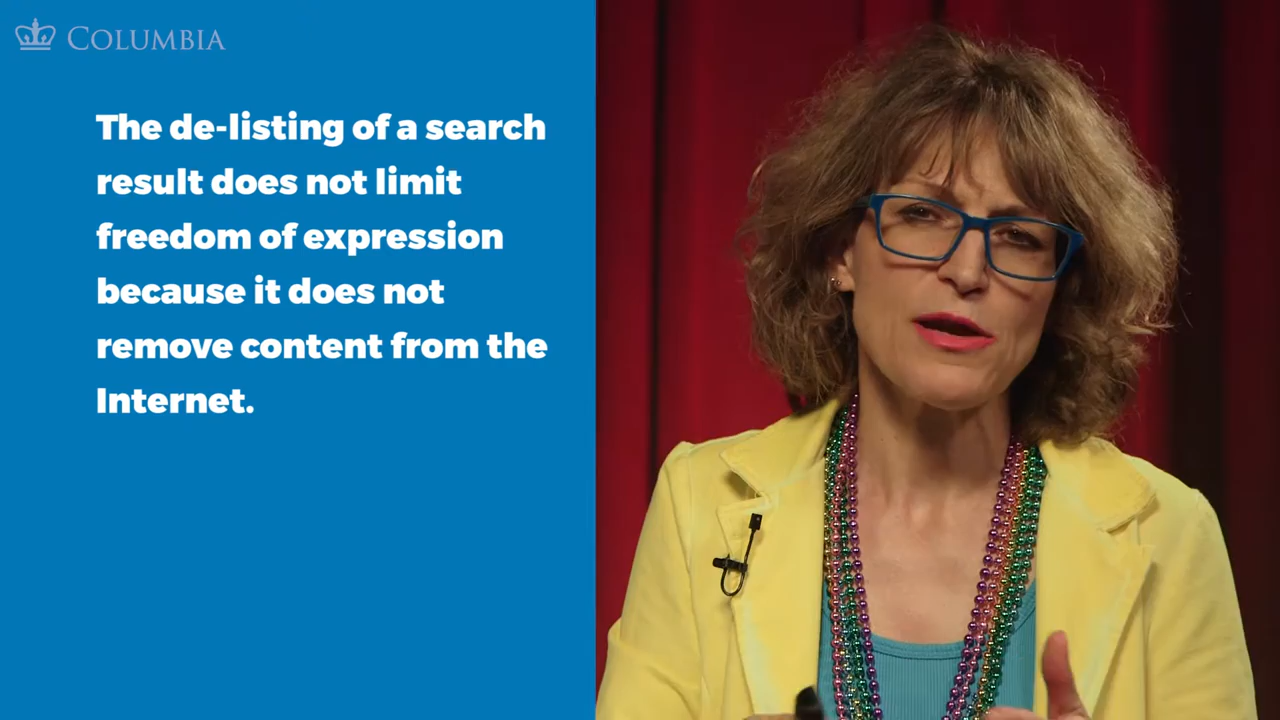 COLUMBIA
The de-listing of a search
result does not limit
freedom of expression
because it does not
remove content from the
Internet.